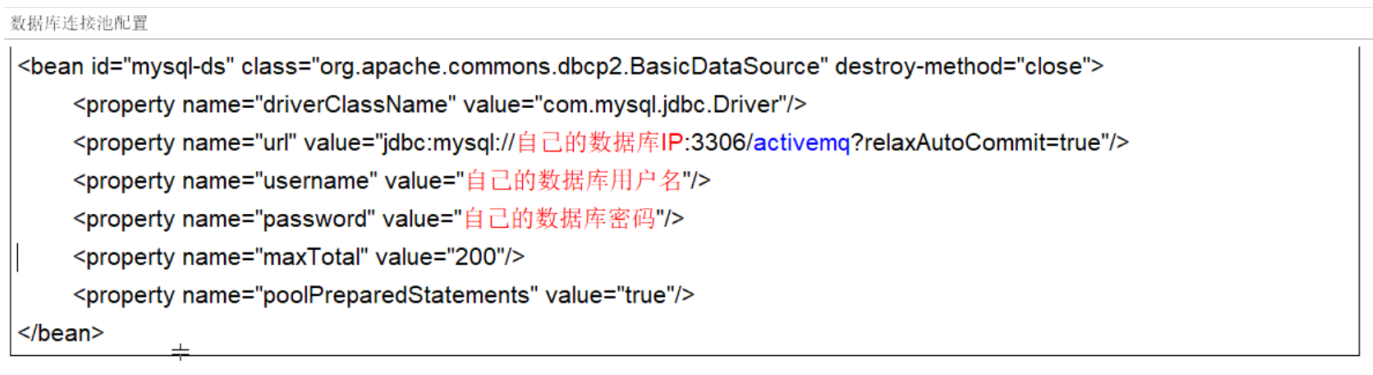 数据库连接池配置
<bean id="mysql-ds" class="org.apache.commons.dbcp2.BasicDataSource" destroy-method="close">
<property name="driverClassName" value="com.mysql.jdbc.Driver"/>
<property name="url" value="jdbc:mysql://自己的数据库IP:3306/activemq?relaxAutoCommit=true"/>
<property name="username" value="自己的数据库用户名"/>
<property name="password" value="自己的数据库密码"/>
<property name="maxTotal" value="200"/>
<property name="poolPreparedStatements" value="true"/>
</bean>